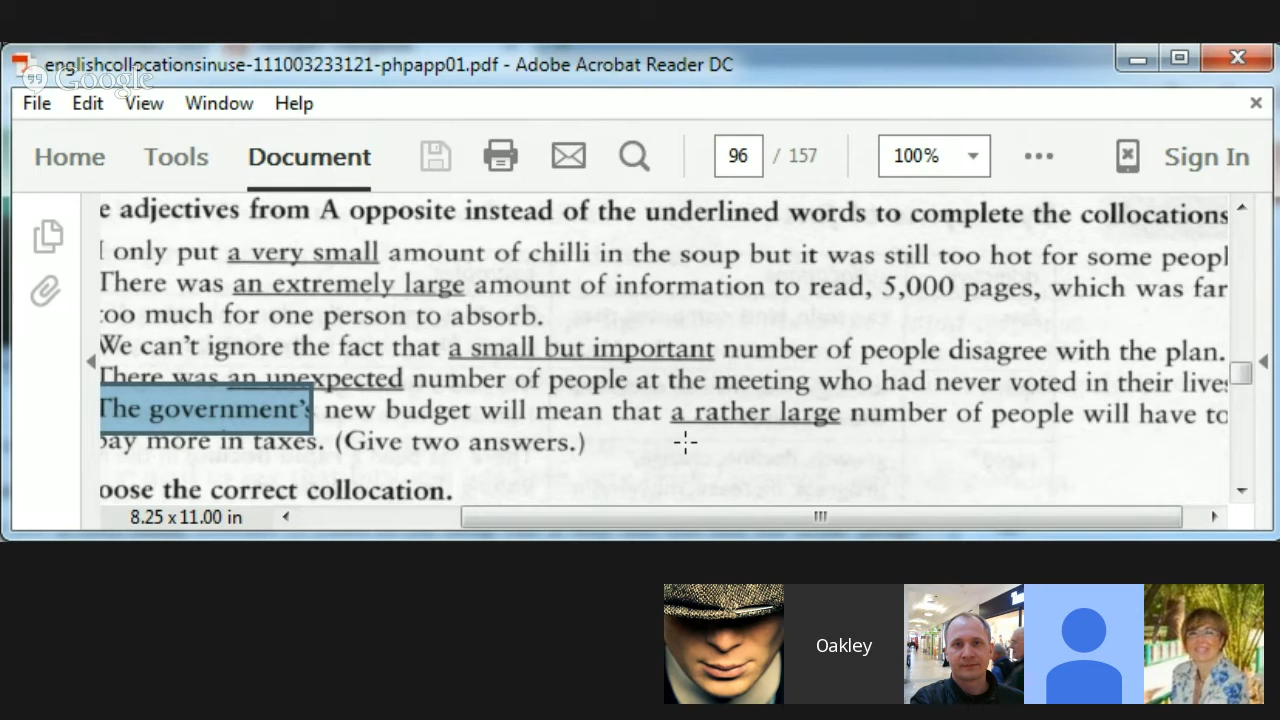 englishcollocationsinuse-111003233121-phpapp01.pdf - Adobe Acrobat Reader DC
Google
File Edit View Window Help
Home Tools Document 96 / 157 100% Sign In
e adjectives from A opposite instead of the underlined words to complete the collocations
I only put a very small amount of chilli in the soup but it was still too hot for some peopl
There was an extremely large amount of information to read, 5,000 pages, which was far
too much for one person to absorb.
We can't ignore the fact that a small but important number of people disagree with the plan.
There was an unexpected number of people at the meeting who had never voted in their lives
The government's new budget will mean that a rather large number of people will have to
pay more in taxes. (Give two answers.)
oose the correct collocation.
8.25 x 11.00 in
Oakley